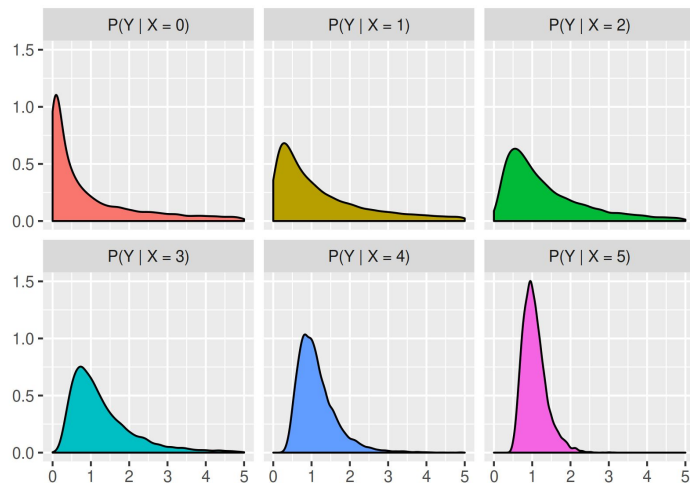 P(Y | X = 0) P(Y | X = 1) P(Y | X = 2)
1.5
1.0
0.5
0.0
P(Y | X = 3) P(Y | X = 4) P(Y | X = 5)
1.5
1.0
0.5
0.0
0 1 2 3 4 5 0 1 2 3 4 5 0 1 2 3 4 5